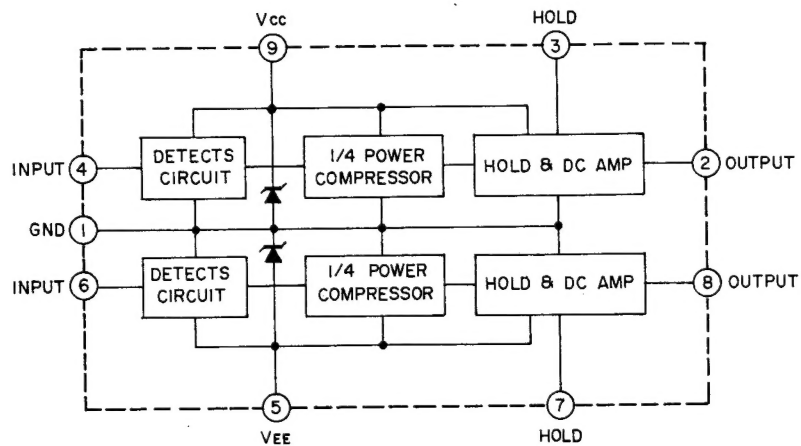 VCC
HOLD
9
3
DETECTS
CIRCUIT
1/4 POWER
COMPRESSOR
HOLD & DC AMP
INPUT 4
2 OUTPUT
GND 1
DETECTS
CIRCUIT
1/4 POWER
COMPRESSOR
HOLD & DC AMP
INPUT 6
8 OUTPUT
5
7
VEE
HOLD